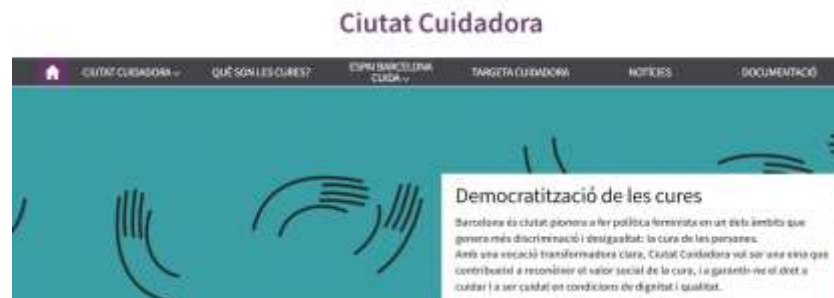 Ciutat Cuidadora
CIUTAT CUIDADORA
QUÈ SON LES CURES?
ESPAI BARCELONA
CUIDA
TARGETA CUIDADORA
NOTÍCIES
DOCUMENTACIÓ
Democratització de les cures
Barcelona és ciutat pionera a fer política feminista en un dels àmbits que
genera més discriminació i desigualtat: la cura de les persones.
Amb una vocació transformadora clara, Ciutat Cuidadora vol ser una eina que
contribueixi a reconèixer el valor social de la cura, i a garantir-ne el dret a
cuidar i a ser cuidat en condicions de dignitat i qualitat.